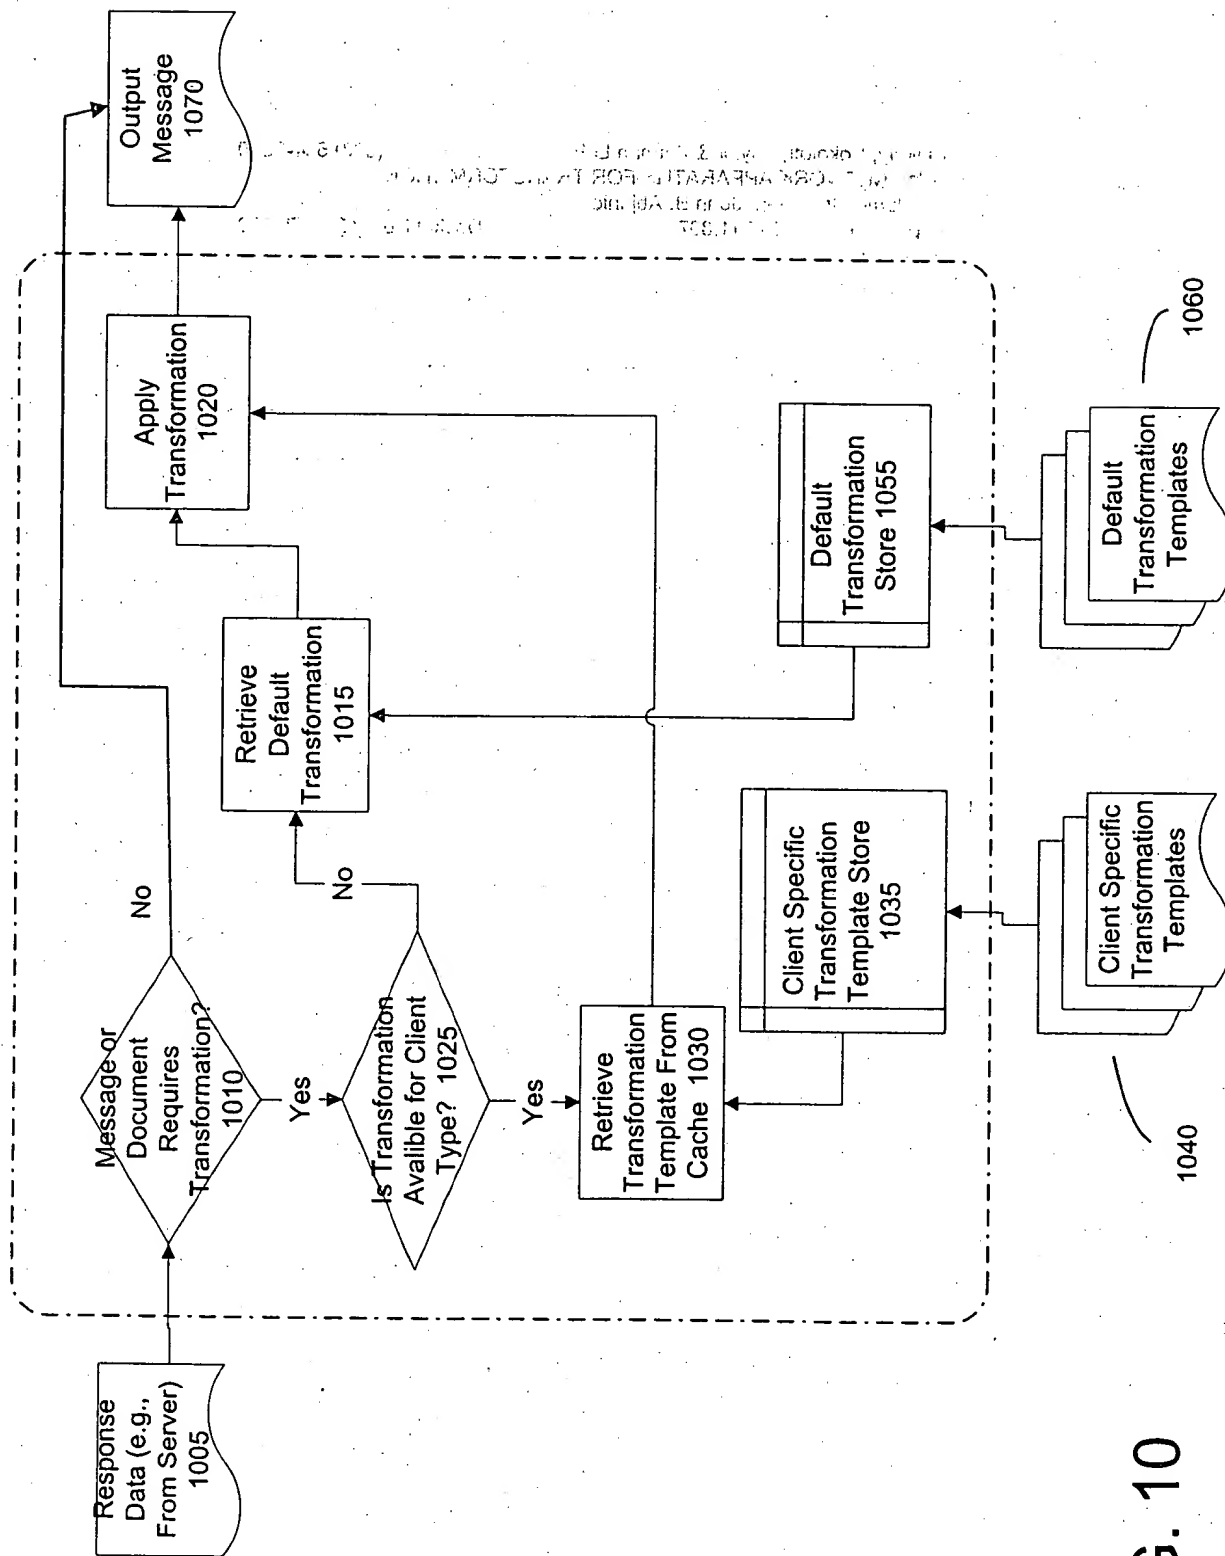 Response
Data (e.g.,
From Server)
1005
Message or
Document
Requires
Transformation?
1010
No
Yes
Is Transformation
Avalible for Client
Type? 1025
No
Yes
Retrieve
Default
Transformation
1015
Apply
Transformation
1020
Output
Message
1070
Retrieve
Transformation
Template From
Cache 1030
Client Specific
Transformation
Template Store
1035
Default
Transformation
Store 1055
Client Specific
Transformation
Templates
1040
Default
Transformation
Templates
1060
10